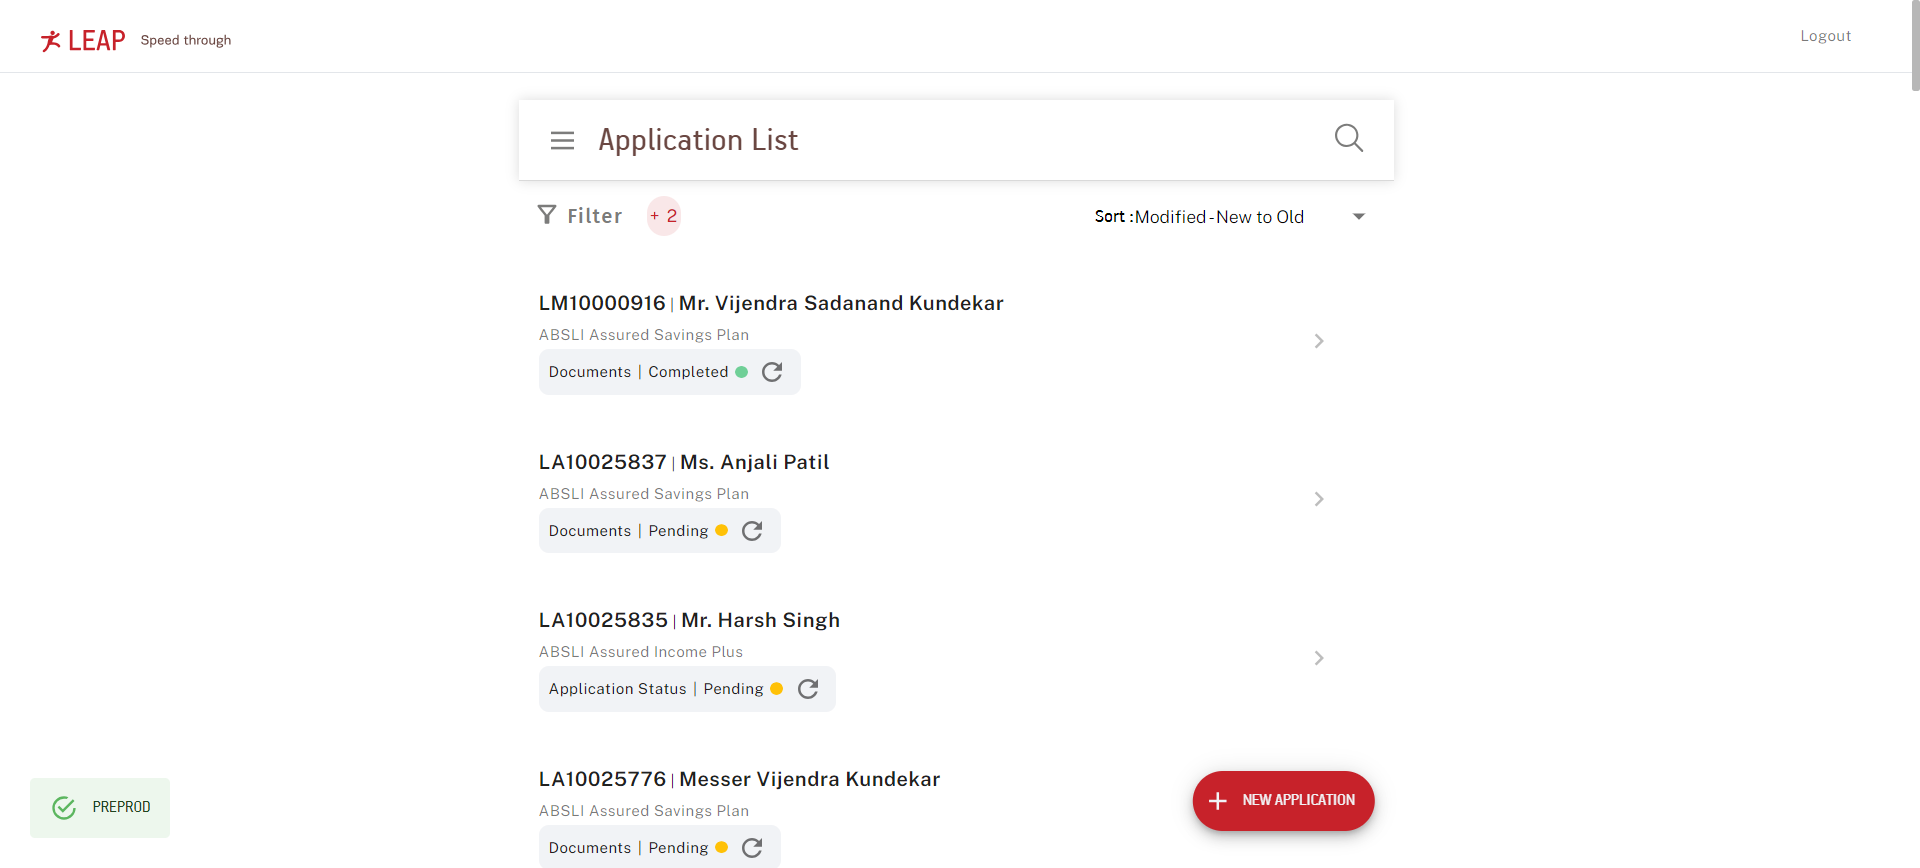 LEAP Speed through
Logout
Application List
Filter + 2
Sort :Modified - New to Old
LM10000916 | Mr. Vijendra Sadanand Kundekar
ABSLI Assured Savings Plan
Documents | Completed
LA10025837 | Ms. Anjali Patil
ABSLI Assured Savings Plan
Documents | Pending
LA10025835 | Mr. Harsh Singh
ABSLI Assured Income Plus
Application Status | Pending
LA10025776 | Messer Vijendra Kundekar
ABSLI Assured Savings Plan
Documents | Pending
+ NEW APPLICATION
PREPROD